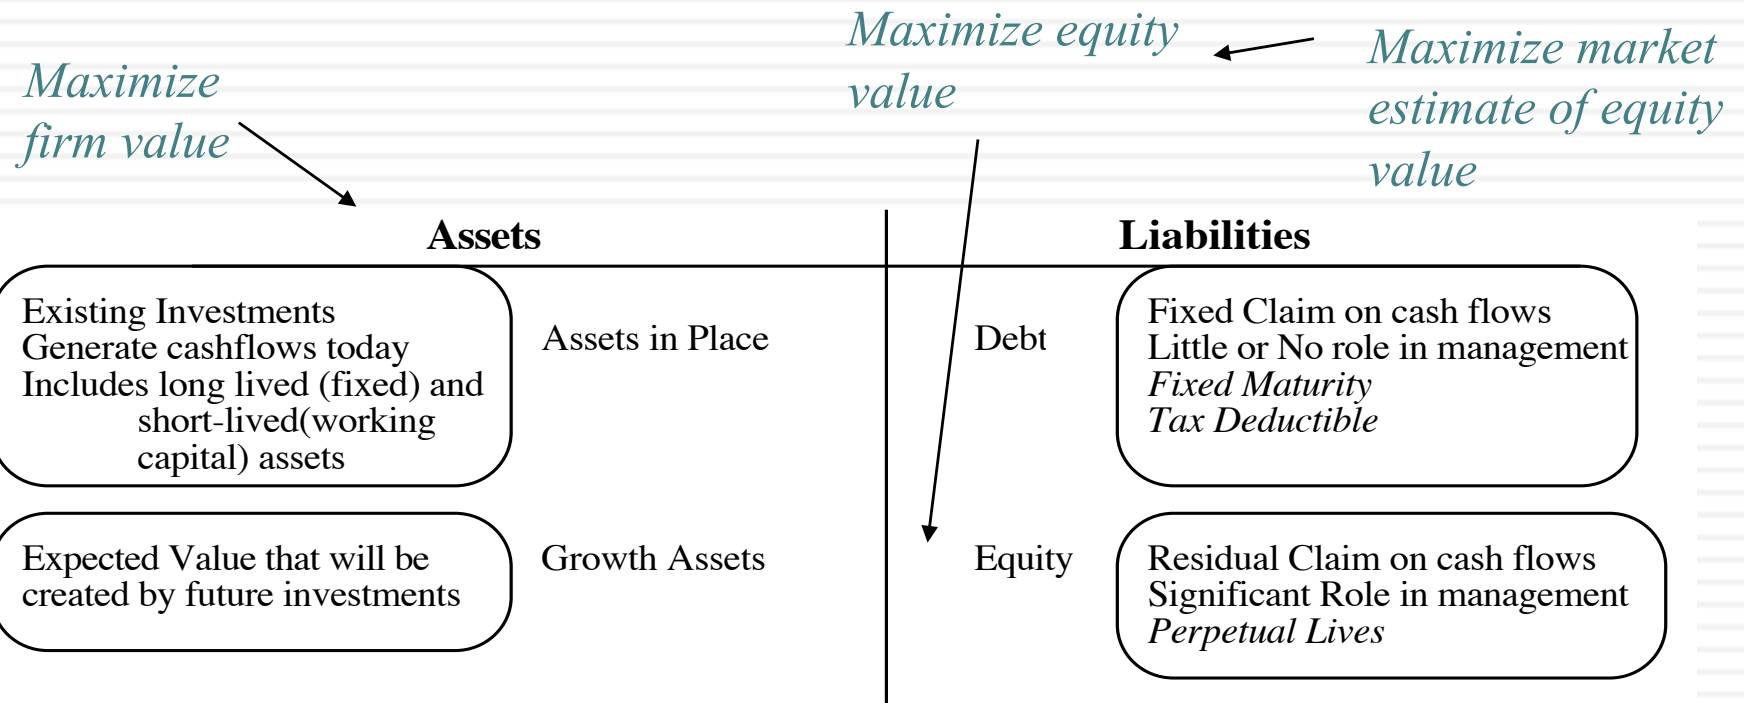 Maximize
firm value
Maximize equity
value
Maximize market
estimate of equity
value
Assets
Liabilities
Existing Investments
Generate cashflows today
Includes long lived (fixed) and
short-lived(working
capital) assets
Assets in Place
Debt
Fixed Claim on cash flows
Little or No role in management
Fixed Maturity
Tax Deductible
Expected Value that will be
created by future investments
Growth Assets
Equity
Residual Claim on cash flows
Significant Role in management
Perpetual Lives